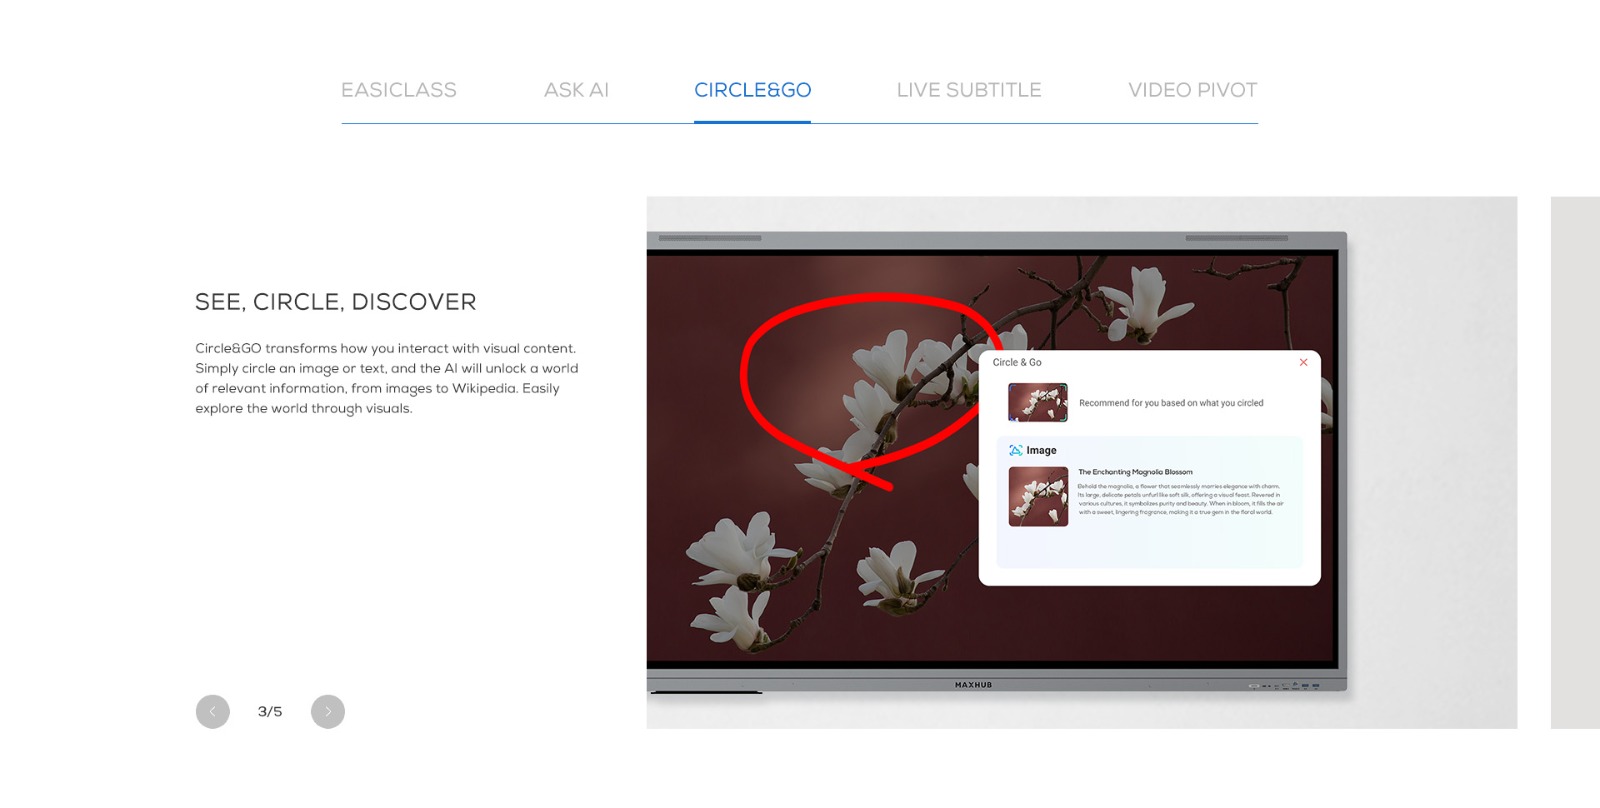 EASICLASS
ASK AI
CIRCLE&GO
LIVE SUBTITLE
VIDEO PIVOT
SEE, CIRCLE, DISCOVER
Circle&GO transforms how you interact with visual content.
Simply circle an image or text, and the AI will unlock a world
of relevant information, from images to Wikipedia. Easily
explore the world through visuals.
3/5
Circle & Go
Recommend for you based on what you circled
Image
The Enchanting Magnolia Blossom
Behold the magnolia, a flower that seamlessly marries elegance with charm.
Its large, delicate petals unfurl like soft silk, offering a visual feast. Revered in
various cultures, it symbolizes purity and beauty. When in bloom, it fills the air
with a sweet, lingering fragrance, making it a true gem in the floral world.
MAXHUB